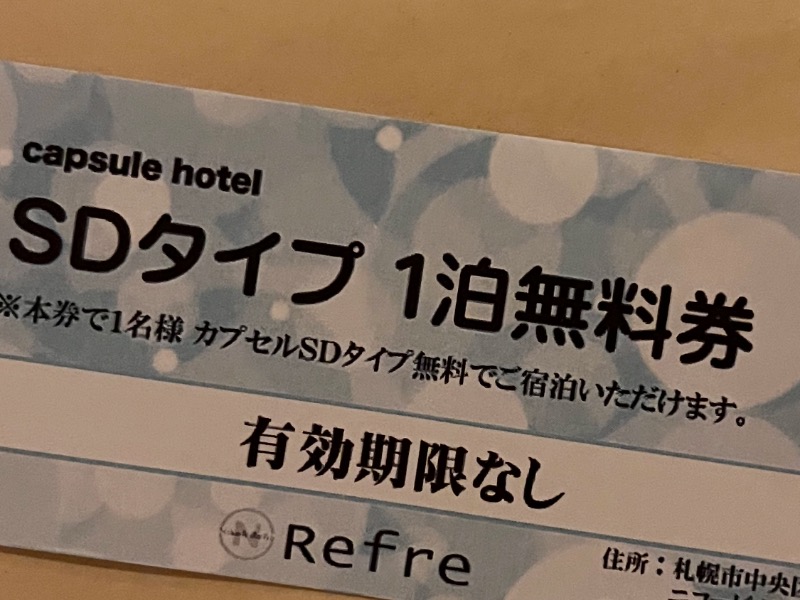 capsule hotel
SDタイプ 1泊無料券
※本券で1名様 カプセルSDタイプ無料でご宿泊いただけます。
有効期限なし
Refre
住所：札幌市中央区